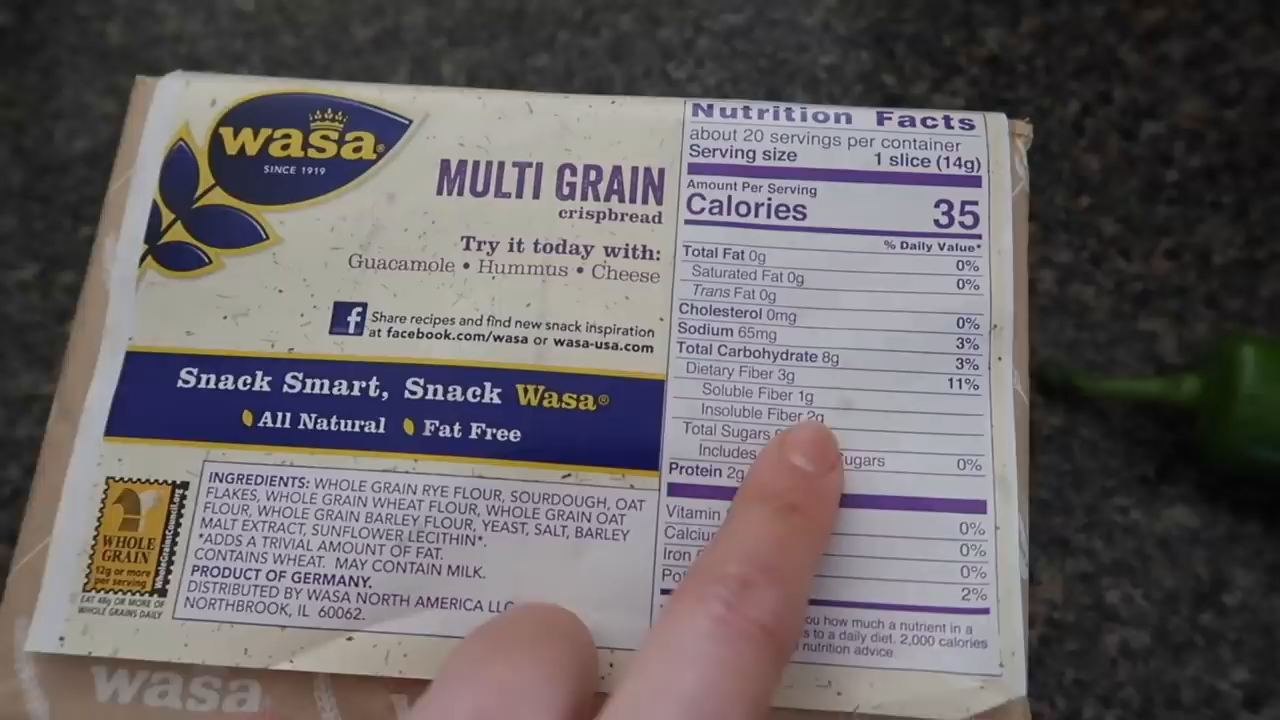 wasa®
SINCE 1919
MULTI GRAIN
crispbread
Try it today with:
Guacamole • Hummus • Cheese
f
Share recipes and find new snack inspiration
at facebook.com/wasa or wasa-usa.com
Snack Smart, Snack Wasa®
All Natural Fat Free
WHOLE
GRAIN
12g or more
per serving
WholeGrainsCouncil.org
EAT 48g OR MORE OF
WHOLE GRAINS DAILY
INGREDIENTS: WHOLE GRAIN RYE FLOUR, SOURDOUGH, OAT
FLAKES, WHOLE GRAIN WHEAT FLOUR, WHOLE GRAIN OAT
FLOUR, WHOLE GRAIN BARLEY FLOUR, YEAST, SALT, BARLEY
MALT EXTRACT, SUNFLOWER LECITHIN*.
*ADDS A TRIVIAL AMOUNT OF FAT.
CONTAINS WHEAT. MAY CONTAIN MILK.
PRODUCT OF GERMANY.
DISTRIBUTED BY WASA NORTH AMERICA LLC
NORTHBROOK, IL 60062.
Nutrition Facts
about 20 servings per container
Serving size 1 slice (14g)
Amount Per Serving
Calories 35
% Daily Value*
Total Fat 0g 0%
Saturated Fat 0g 0%
Trans Fat 0g
Cholesterol 0mg 0%
Sodium 65mg 3%
Total Carbohydrate 8g 3%
Dietary Fiber 3g 11%
Soluble Fiber 1g
Insoluble Fiber 2g
Total Sugars
Includes ugars 0%
Protein 2g
Vitamin 0%
Calciu 0%
Iron 0%
Pot 2%
ou how much a nutrient in a
s to a daily diet. 2,000 calories
nutrition advice.
wasa